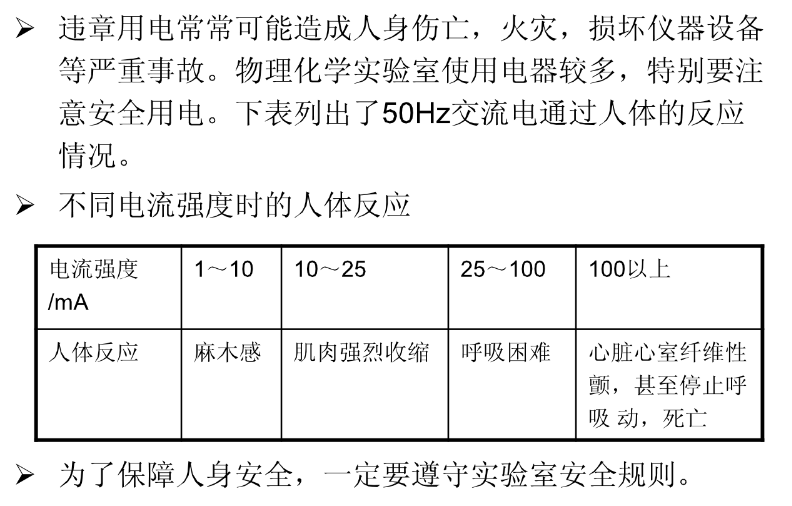 ➢ 违章用电常常可能造成人身伤亡，火灾，损坏仪器设备
等严重事故。物理化学实验室使用电器较多，特别要注
意安全用电。下表列出了50Hz交流电通过人体的反应
情况。
➢ 不同电流强度时的人体反应
电流强度 1～10 10～25 25～100 100以上
/mA
人体反应 麻木感 肌肉强烈收缩 呼吸困难 心脏心室纤维性
颤，甚至停止呼
吸 动，死亡
➢ 为了保障人身安全，一定要遵守实验室安全规则。